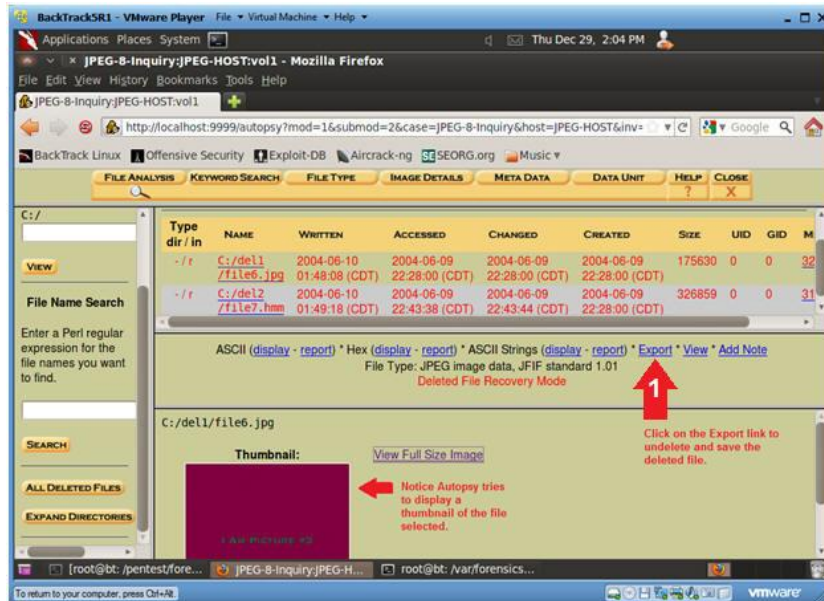 BackTrack5R1 - VMware Player File Virtual Machine Help
Applications Places System Thu Dec 29, 2:04 PM
JPEG-8-Inquiry:JPEG-HOST:vol1 - Mozilla Firefox
File Edit View History Bookmarks Tools Help
JPEG-8-Inquiry:JPEG-HOST:vol1
http://localhost:9999/autopsy?mod=1&submod=2&case=JPEG-8-Inquiry&host=JPEG-HOST&inv= Google
BackTrack Linux Offensive Security Exploit-DB Aircrack-ng SEORG.org Music
FILE ANALYSIS KEYWORD SEARCH FILE TYPE IMAGE DETAILS META DATA DATA UNIT HELP CLOSE
? X
C:/
VIEW
File Name Search
Enter a Perl regular
expression for the
file names you want
to find.
SEARCH
ALL DELETED FILES
EXPAND DIRECTORIES
Type NAME WRITTEN ACCESSED CHANGED CREATED SIZE UID GID M
dir / in
- / r C:/del1 2004-06-10 2004-06-09 2004-06-09 2004-06-09 175630 0 0 32
/file6.jpg 01:48:08 (CDT) 22:28:00 (CDT) 22:28:00 (CDT) 22:28:00 (CDT)
- / r C:/del2 2004-06-10 2004-06-09 2004-06-09 2004-06-09 326859 0 0 31
/file7.hmm 01:49:18 (CDT) 22:43:38 (CDT) 22:43:44 (CDT) 22:28:00 (CDT)
ASCII (display - report) * Hex (display - report) * ASCII Strings (display - report) * Export * View * Add Note
File Type: JPEG image data, JFIF standard 1.01
Deleted File Recovery Mode
1
Click on the Export link to
undelete and save the
deleted file.
C:/del1/file6.jpg
Thumbnail: View Full Size Image
Notice Autopsy tries
to display a
thumbnail of the file
selected.
[root@bt: /pentest/fore... JPEG-8-Inquiry:JPEG-H... root@bt: /var/forensics...
To return to your computer, press Ctrl+Alt. vmware